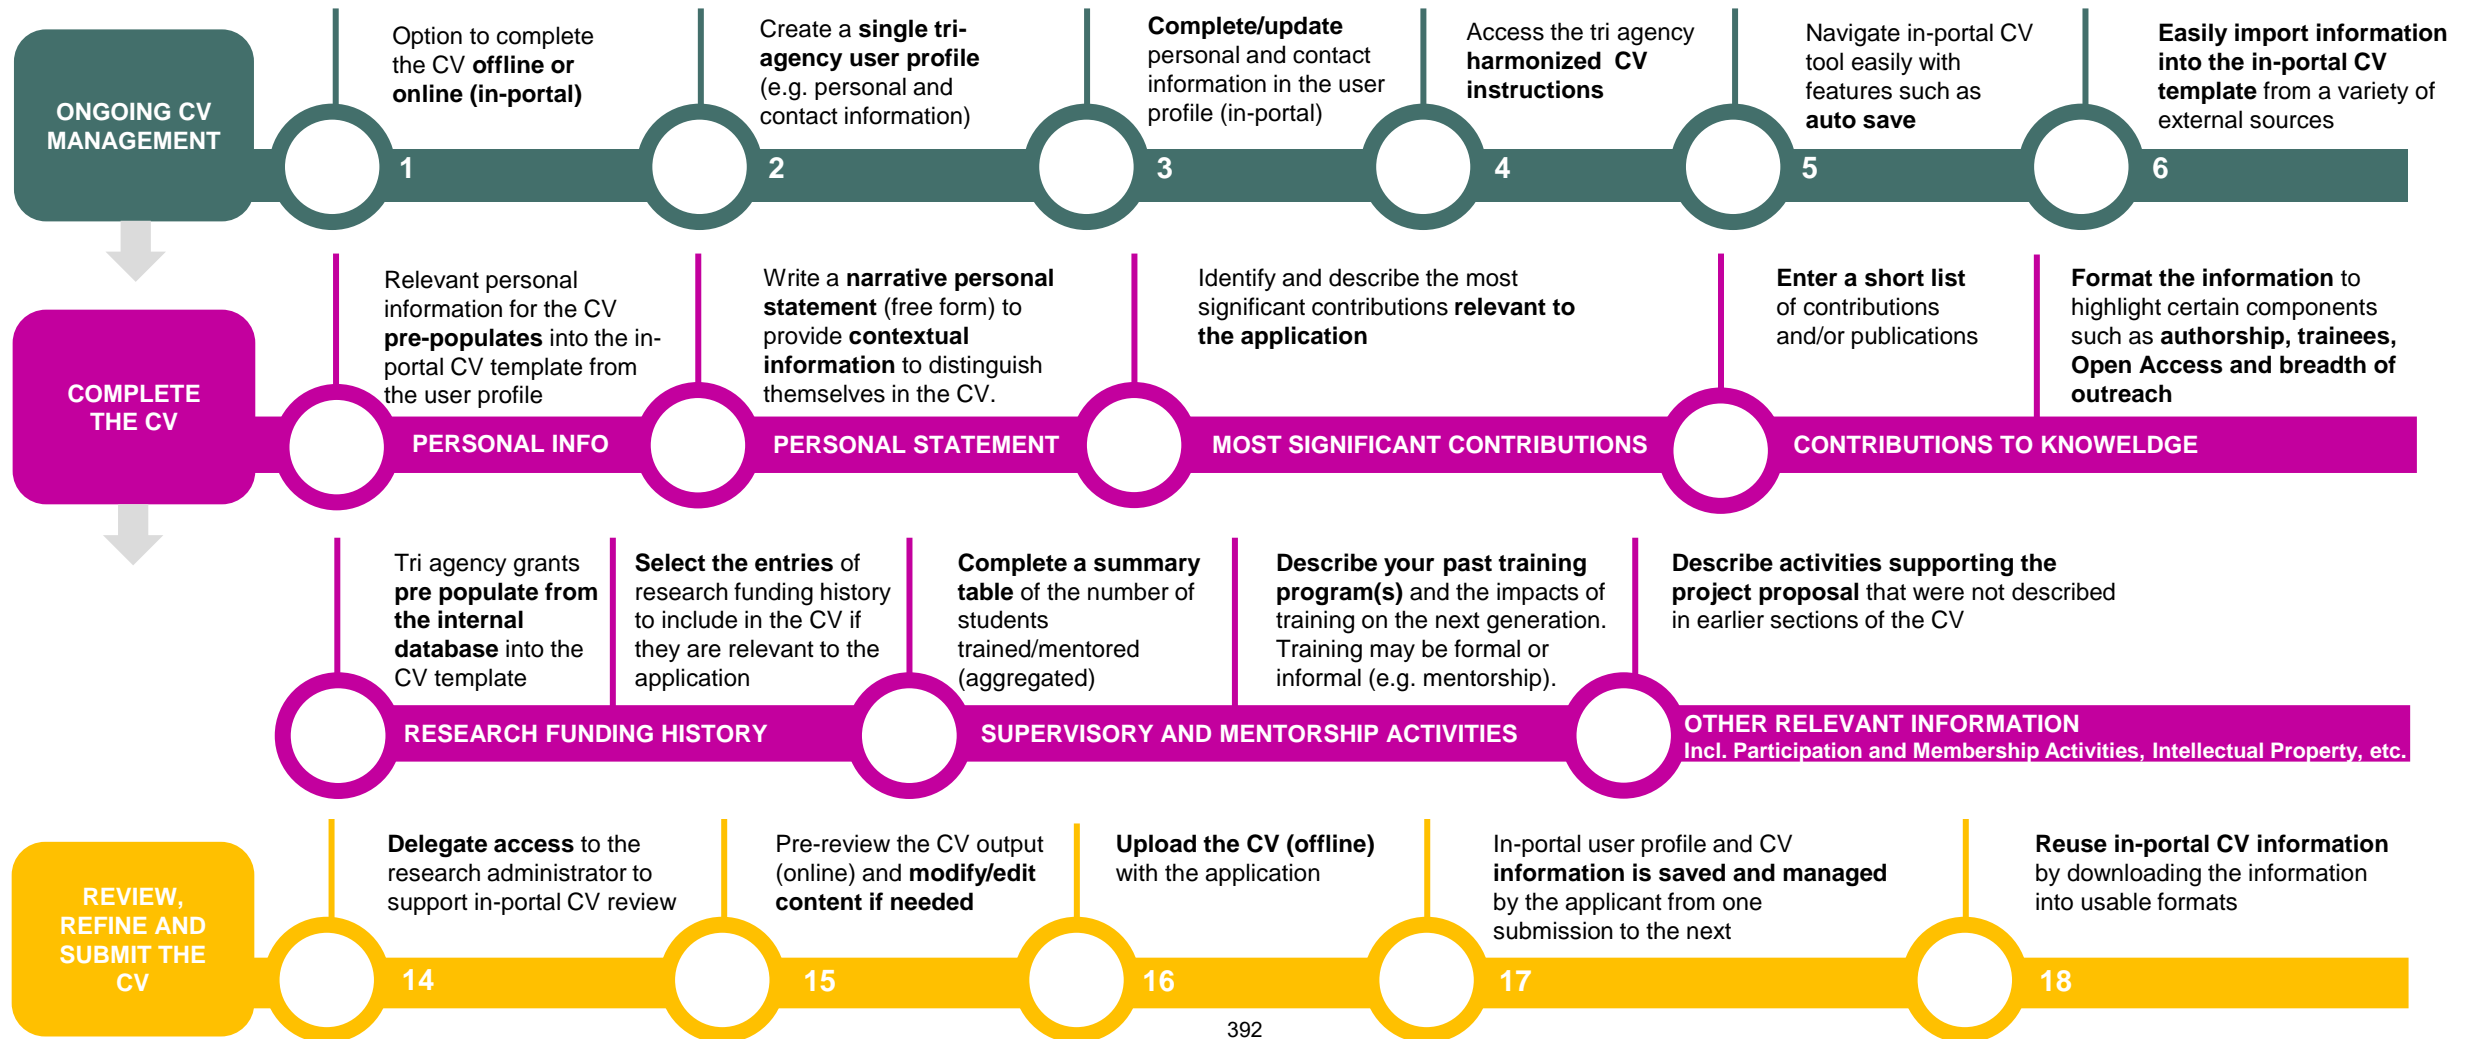 ONGOING CV
MANAGEMENT
Option to complete
the CV offline or
online (in-portal)
1
Create a single tri-
agency user profile
(e.g. personal and
contact information)
2
Complete/update
personal and contact
information in the user
profile (in-portal)
3
Access the tri agency
harmonized CV
instructions
4
Navigate in-portal CV
tool easily with
features such as
auto save
5
Easily import information
into the in-portal CV
template from a variety of
external sources
6
COMPLETE
THE CV
Relevant personal
information for the CV
pre-populates into the in-
portal CV template from
the user profile
PERSONAL INFO
Write a narrative personal
statement (free form) to
provide contextual
information to distinguish
themselves in the CV.
PERSONAL STATEMENT
Identify and describe the most
significant contributions relevant to
the application
MOST SIGNIFICANT CONTRIBUTIONS
Enter a short list
of contributions
and/or publications
Format the information to
highlight certain components
such as authorship, trainees,
Open Access and breadth of
outreach
CONTRIBUTIONS TO KNOWELDGE
Tri agency grants
pre populate from
the internal
database into the
CV template
Select the entries of
research funding history
to include in the CV if
they are relevant to the
application
RESEARCH FUNDING HISTORY
Complete a summary
table of the number of
students
trained/mentored
(aggregated)
Describe your past training
program(s) and the impacts of
training on the next generation.
Training may be formal or
informal (e.g. mentorship).
SUPERVISORY AND MENTORSHIP ACTIVITIES
Describe activities supporting the
project proposal that were not described
in earlier sections of the CV
OTHER RELEVANT INFORMATION
Incl. Participation and Membership Activities, Intellectual Property, etc.
REVIEW,
REFINE AND
SUBMIT THE
CV
Delegate access to the
research administrator to
support in-portal CV review
14
Pre-review the CV output
(online) and modify/edit
content if needed
15
Upload the CV (offline)
with the application
16
In-portal user profile and CV
information is saved and managed
by the applicant from one
submission to the next
17
Reuse in-portal CV information
by downloading the information
into usable formats
18
392